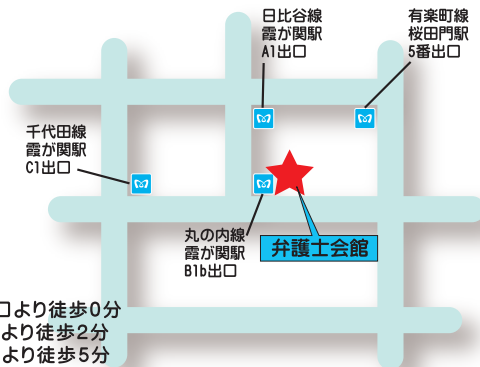 日比谷線
霞が関駅
A1出口
有楽町線
桜田門駅
5番出口
千代田線
霞が関駅
C1出口
丸の内線
霞が関駅
B1b出口
弁護士会館
口より徒歩0分
より徒歩2分
より徒歩5分